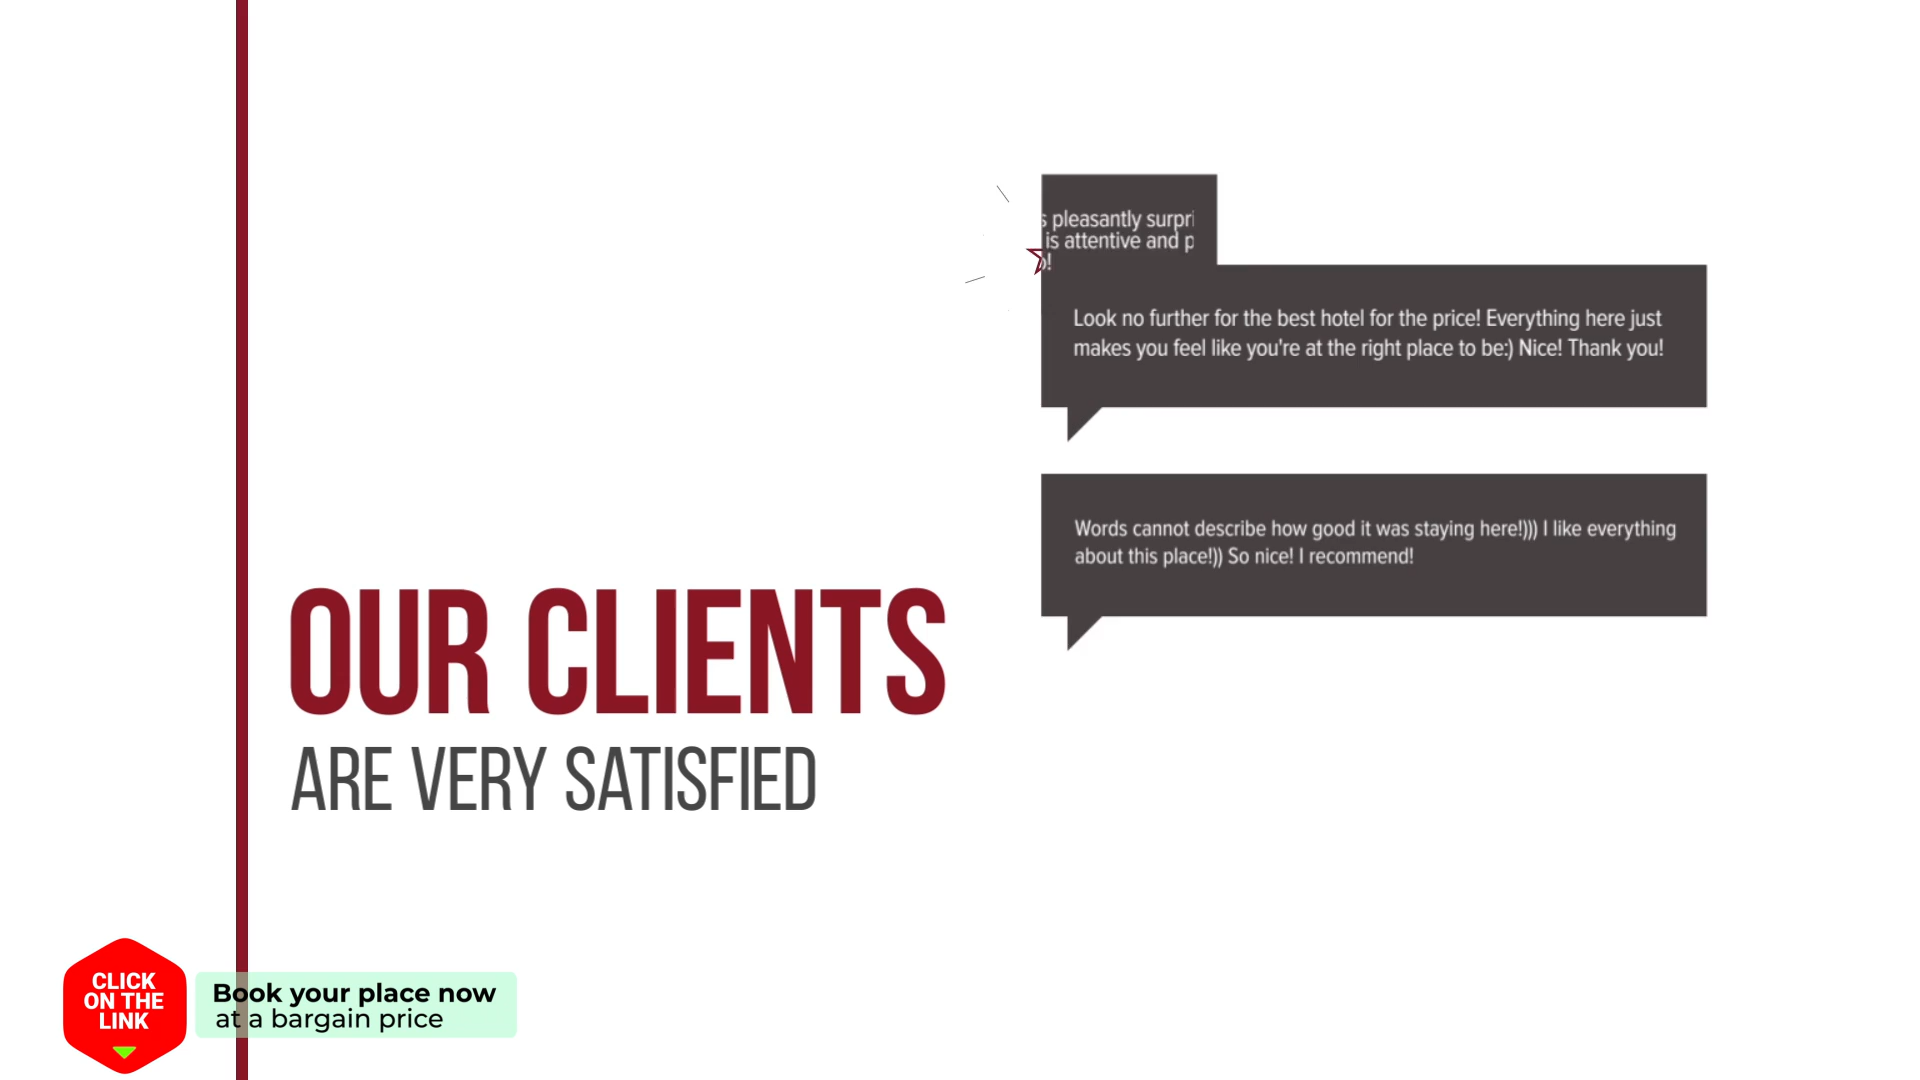 pleasantly
is attentive and
Look no further for the best hotel for the price! Everything here just
makes you feel like you're at the right place to be:) Nice! Thank you!
Words cannot describe how good it was staying here!))) I like everything
about this place!)) So nice! I recommend!
OUR CLIENTS
ARE VERY SATISFIED
CLICK
ON THE
LINK
Book your place now
at a bargain price